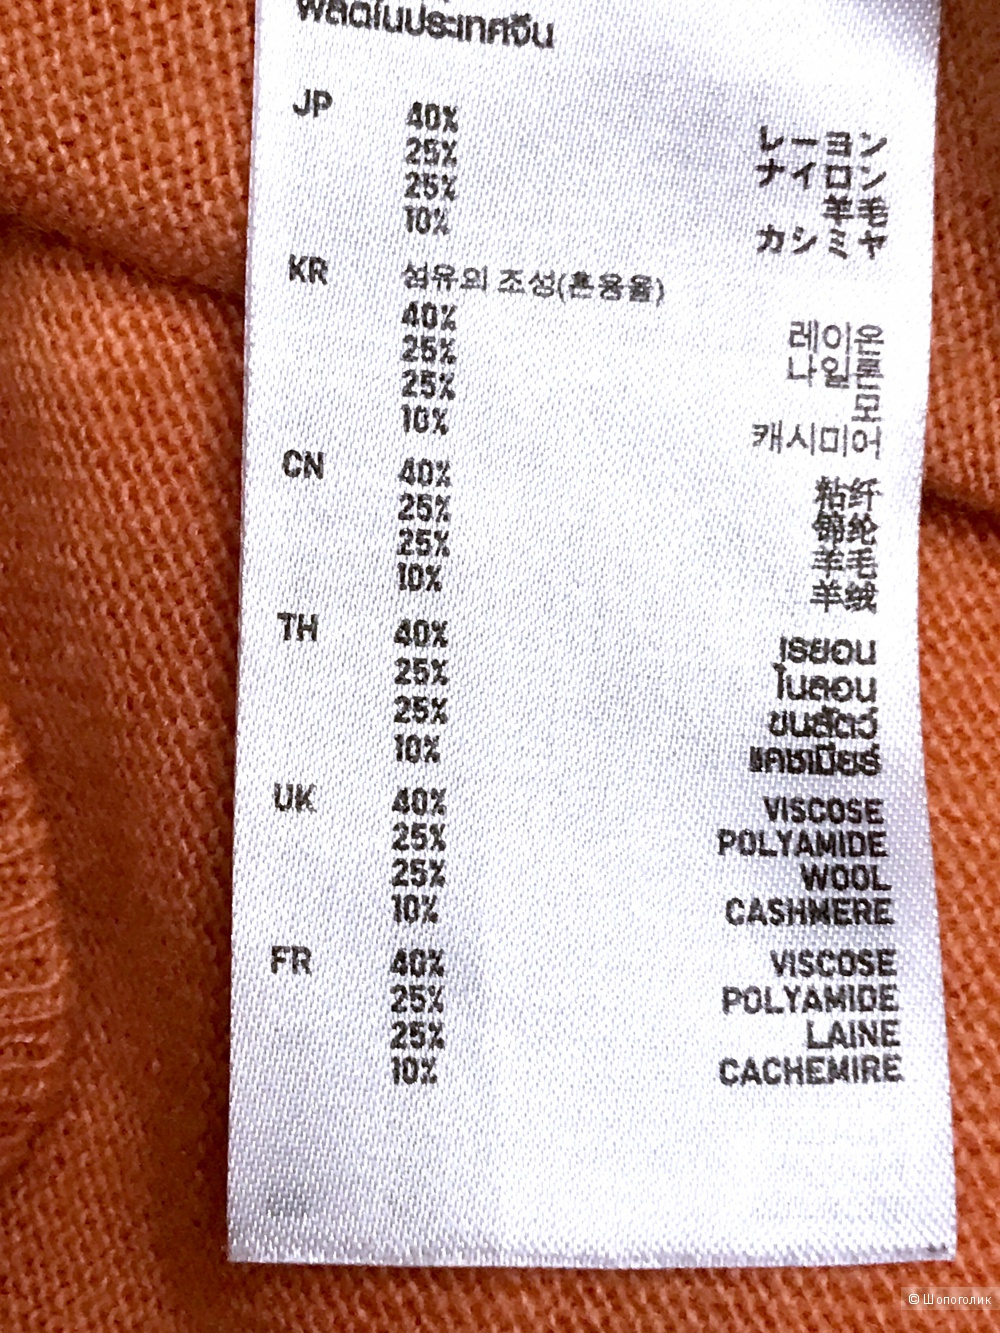 ผลิตในประเทศจีน
JP 40% レーヨン
25% ナイロン
25% 羊毛
10% カシミヤ
KR 섬유의 조성(혼용율)
40% 레이온
25% 나일론
25% 모
10% 캐시미어
CN 40% 粘纤
25% 锦纶
25% 羊毛
10% 羊绒
TH 40% เรยอน
25% ไนลอน
25% ขนสัตว์
10% แคชเมียร์
UK 40% VISCOSE
25% POLYAMIDE
25% WOOL
10% CASHMERE
FR 40% VISCOSE
25% POLYAMIDE
25% LAINE
10% CACHEMIRE
© Шопоголик